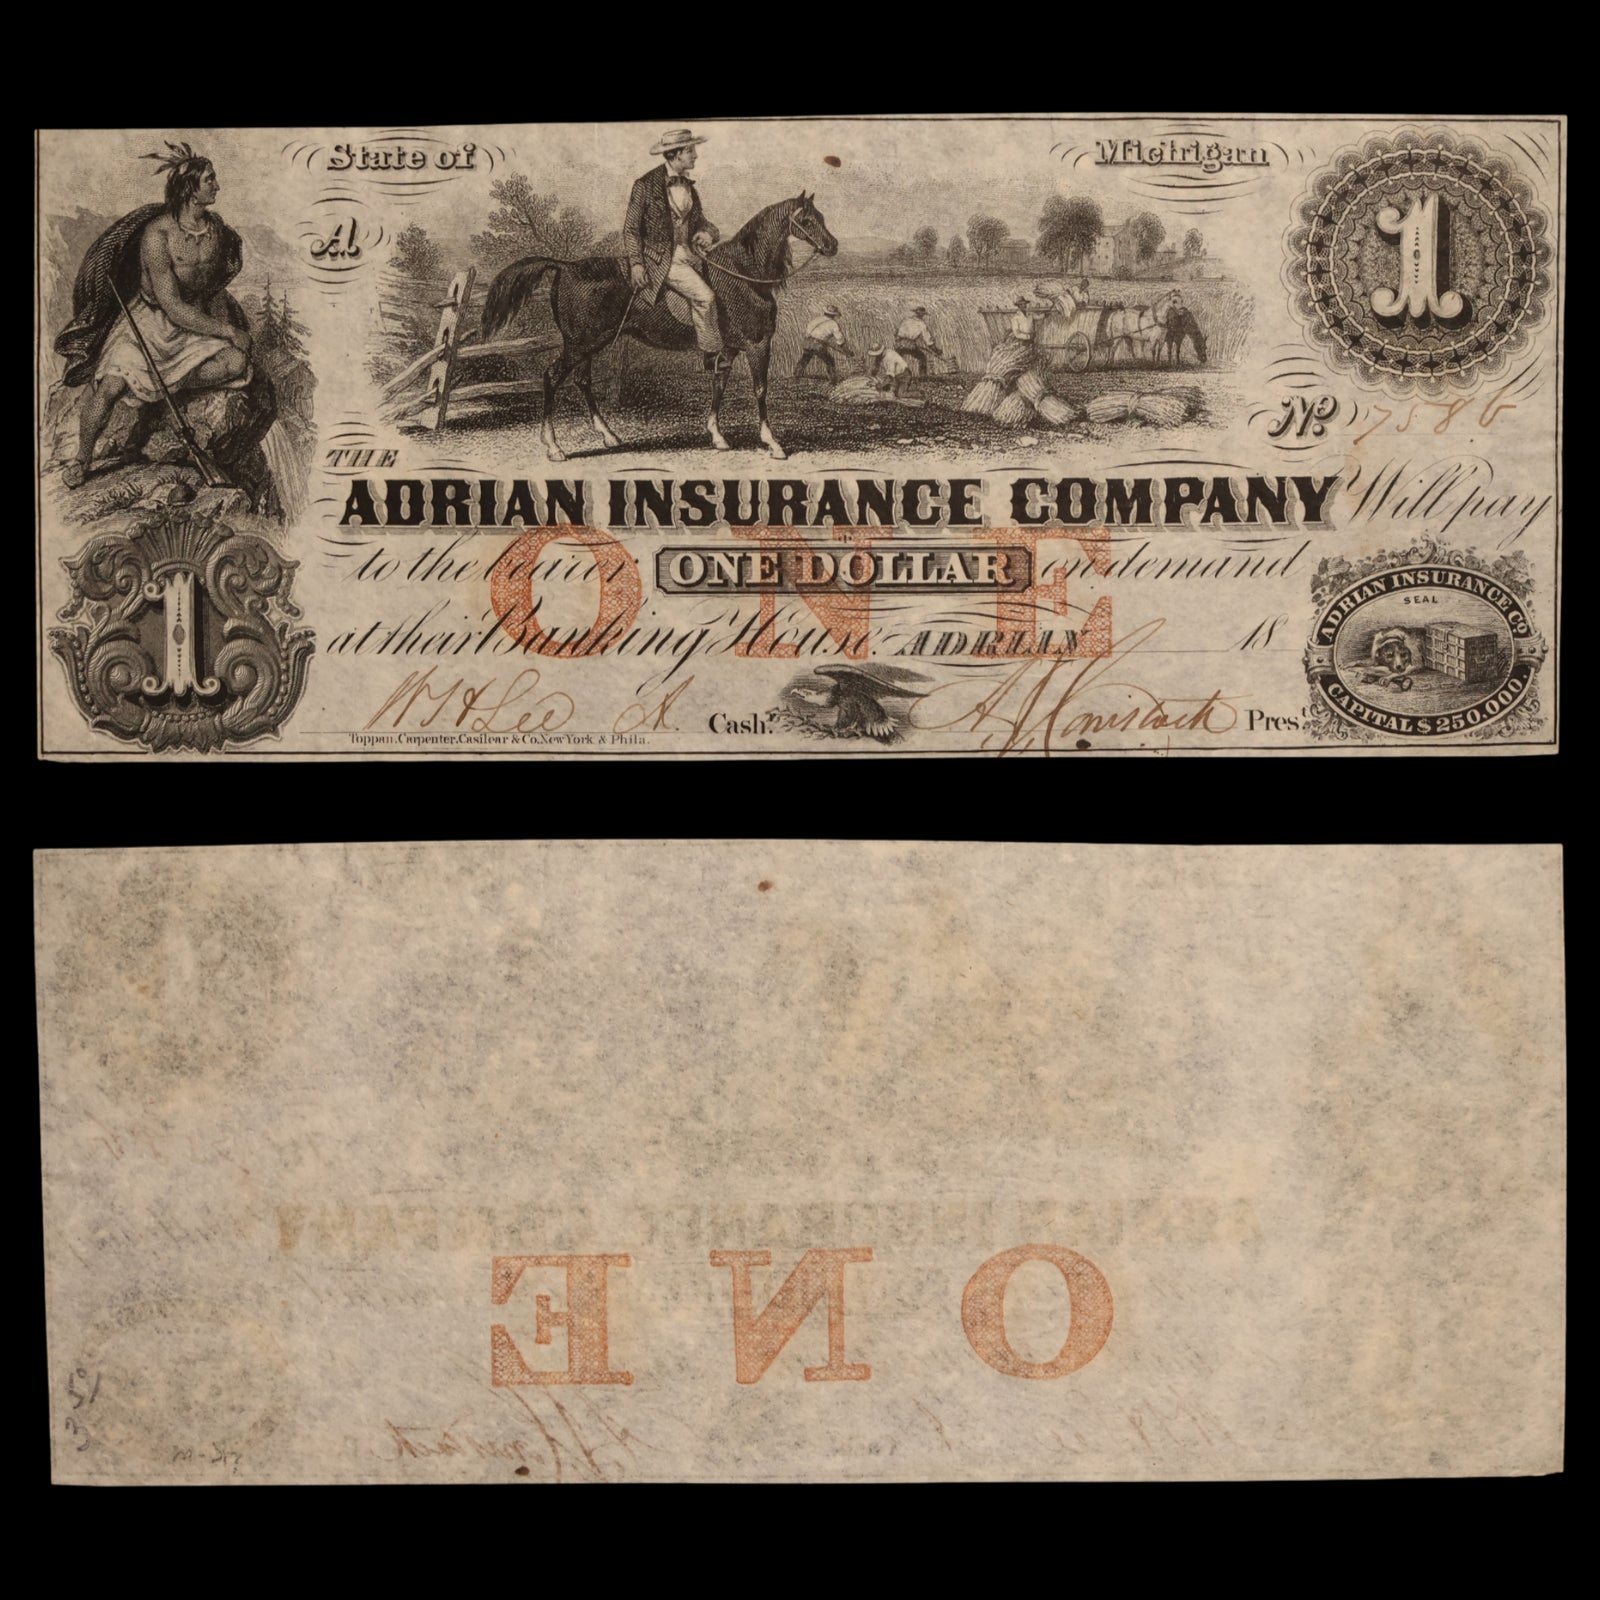 State of Michigan
A
1
No. 7586
THE
ADRIAN INSURANCE COMPANY Will pay
to the bearer ONE DOLLAR on demand
ONE
at their Banking House. ADRIAN 18
1
ADRIAN INSURANCE CO.
SEAL
CAPITAL $250.000.
W H Lee A. Cash.r A J Comstock Pres.t
Toppan, Carpenter, Casilear & Co. New York & Phila.
ONE